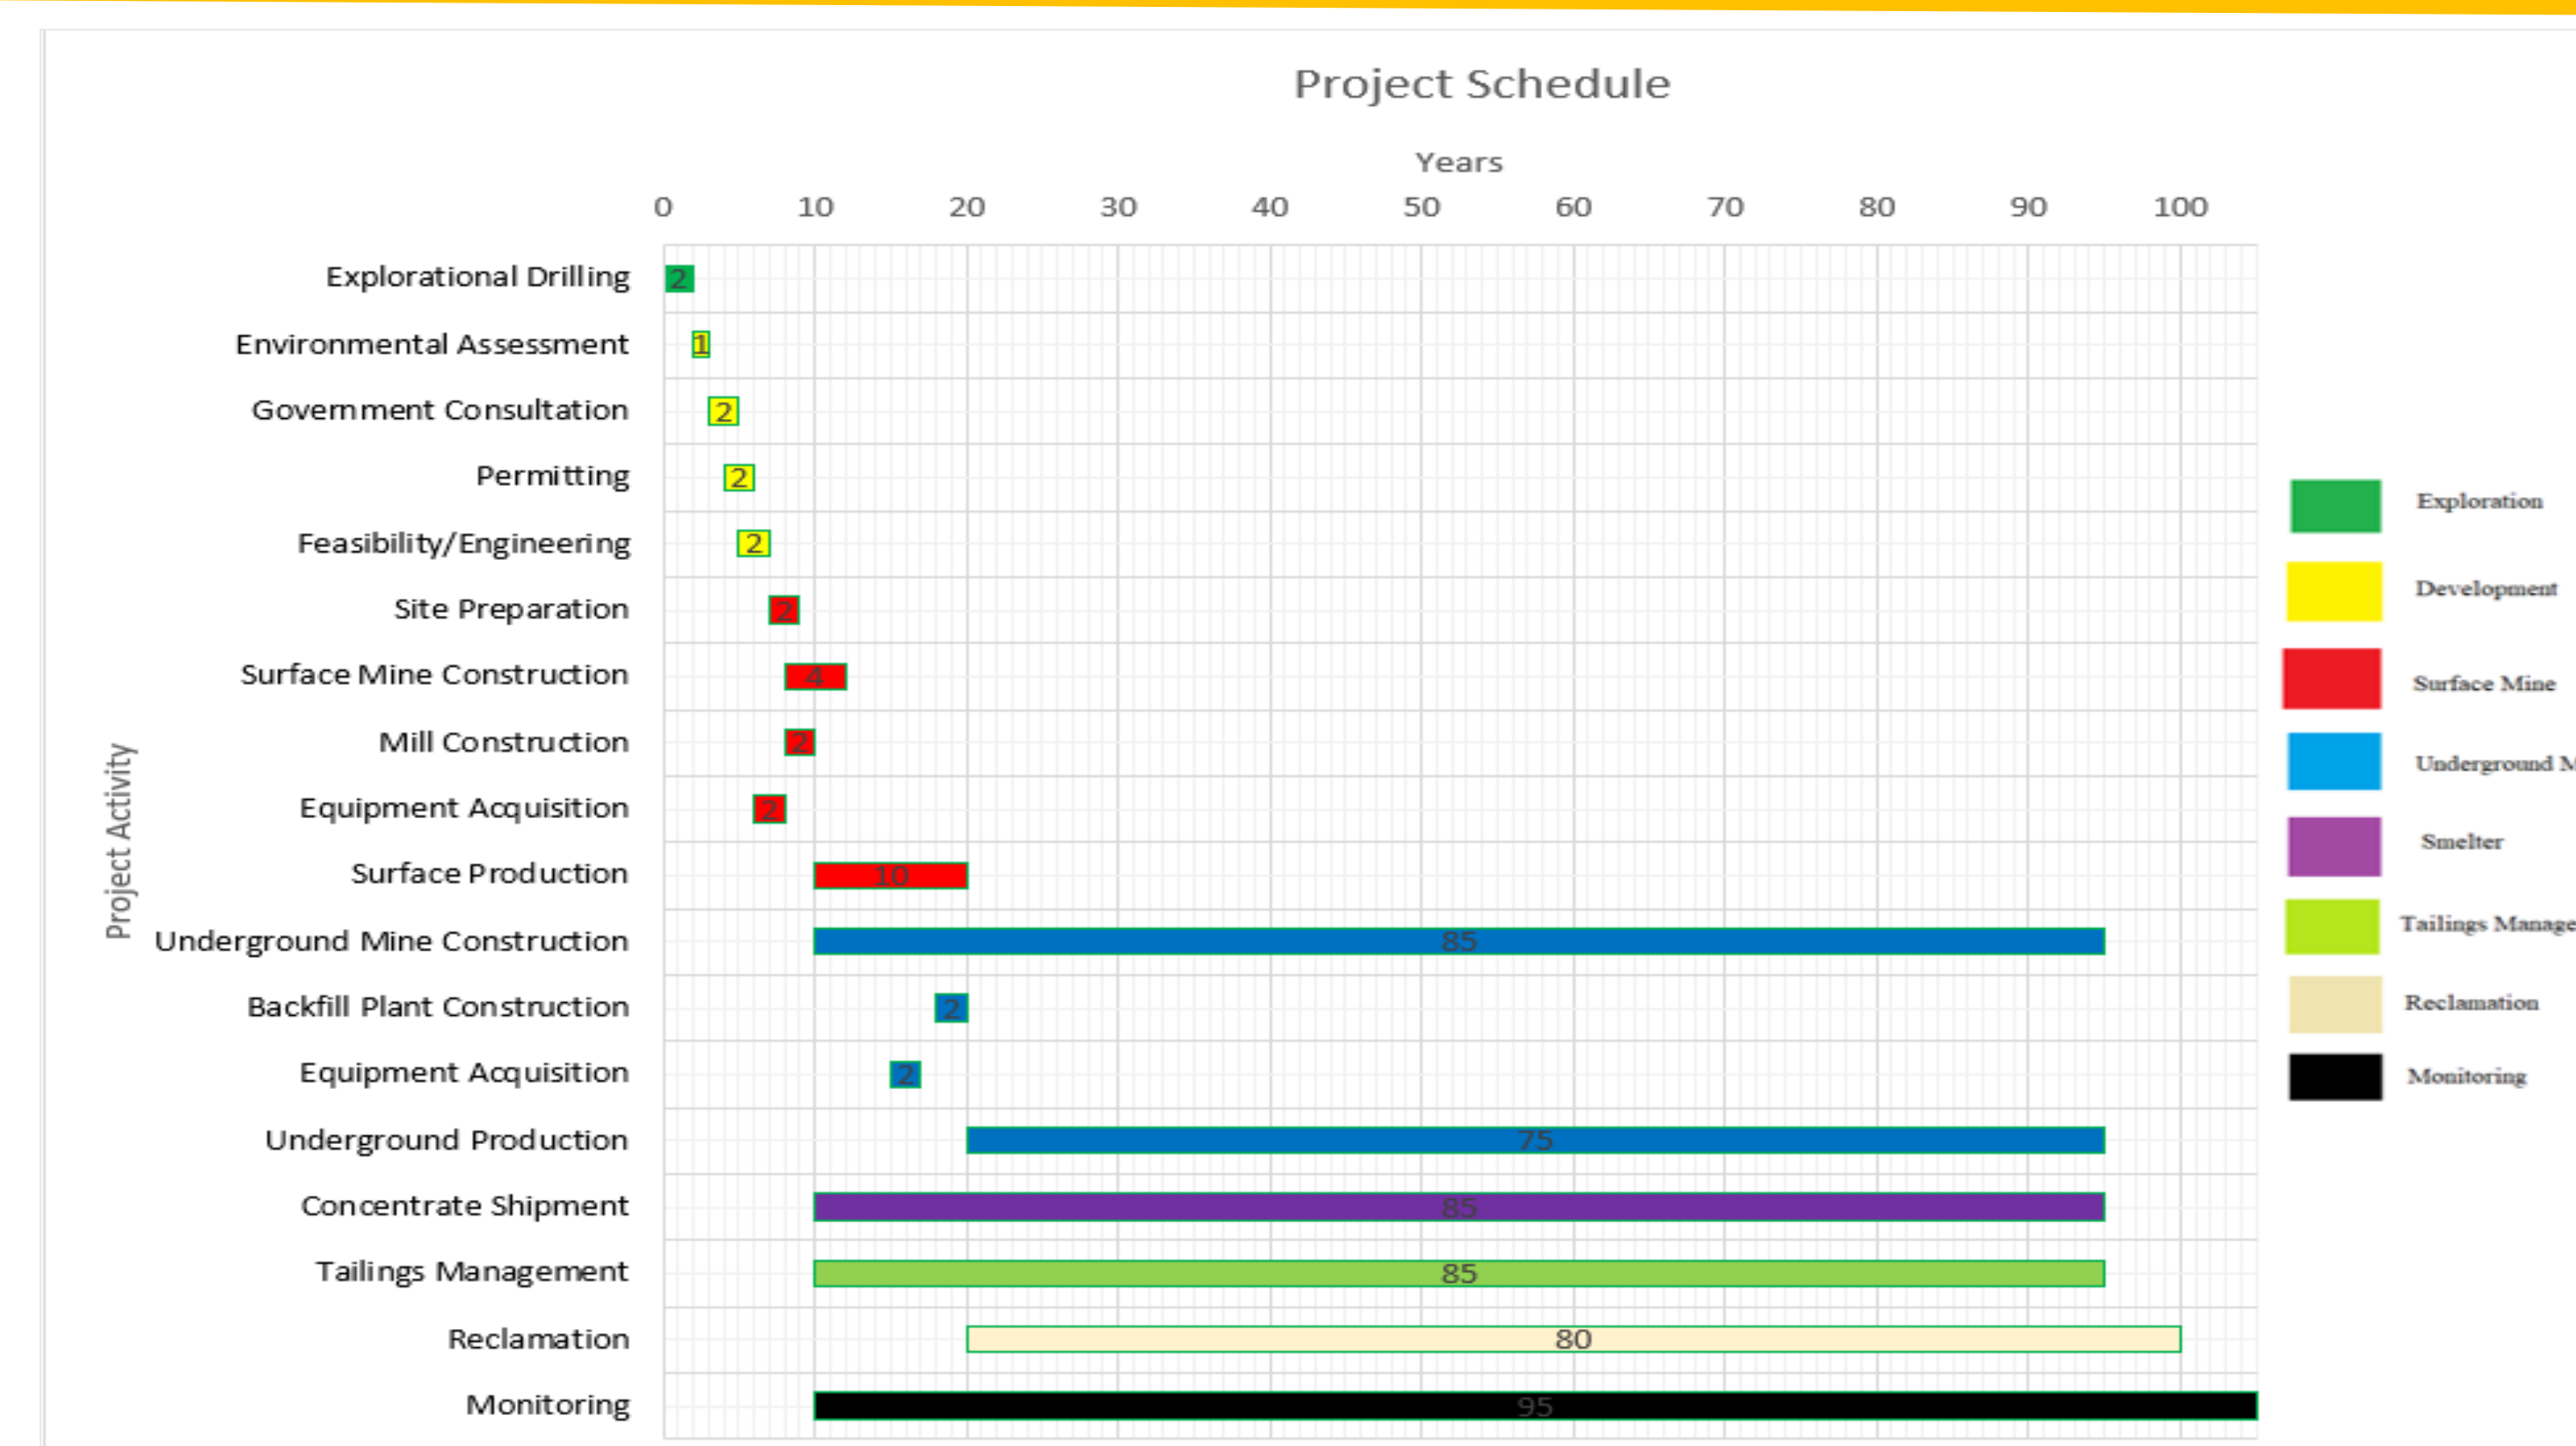 Project Schedule
Years
0 10 20 30 40 50 60 70 80 90 100
Project Activity
Explorational Drilling 2
Environmental Assessment 1
Government Consultation 2
Permitting 2
Feasibility/Engineering 2
Site Preparation 2
Surface Mine Construction 4
Mill Construction 2
Equipment Acquisition 2
Surface Production 10
Underground Mine Construction 85
Backfill Plant Construction 2
Equipment Acquisition 2
Underground Production 75
Concentrate Shipment 85
Tailings Management 85
Reclamation 80
Monitoring 95
Exploration
Development
Surface Mine
Underground
Smelter
Tailings
Reclamation
Monitoring